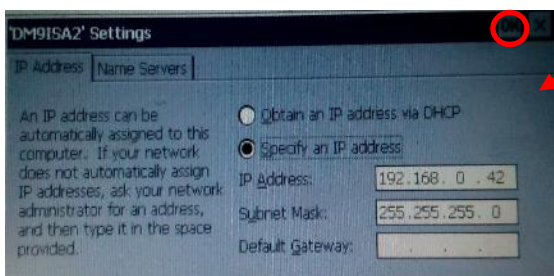 'DM9ISA2' Settings OK ×
IP Address Name Servers
An IP address can be
automatically assigned to this
computer. If your network
does not automatically assign
IP addresses, ask your network
administrator for an address,
and then type it in the space
provided.
Obtain an IP address via DHCP
Specify an IP address
IP Address: 192.168. 0 .42
Subnet Mask: 255.255.255. 0
Default Gateway: . . .